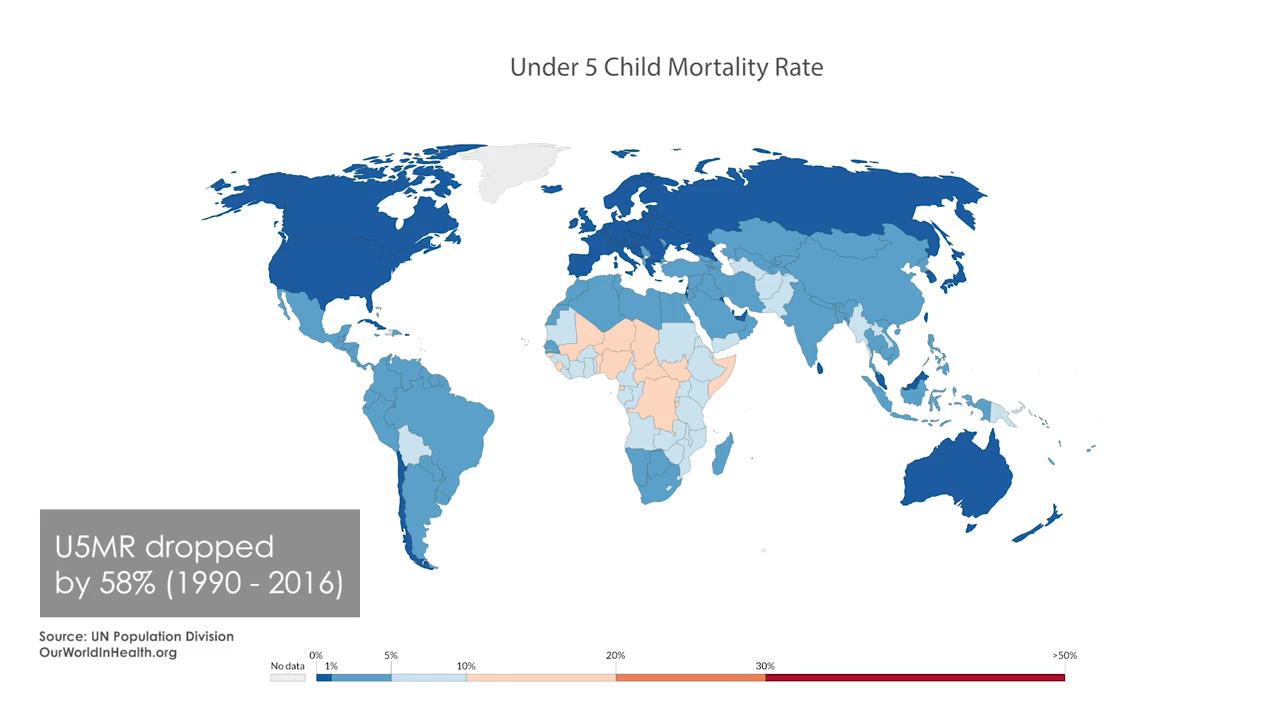 Under 5 Child Mortality Rate
U5MR dropped
by 58% (1990 - 2016)
Source: UN Population Division
OurWorldInHealth.org
No data
0%
1%
5%
10%
20%
30%
>50%